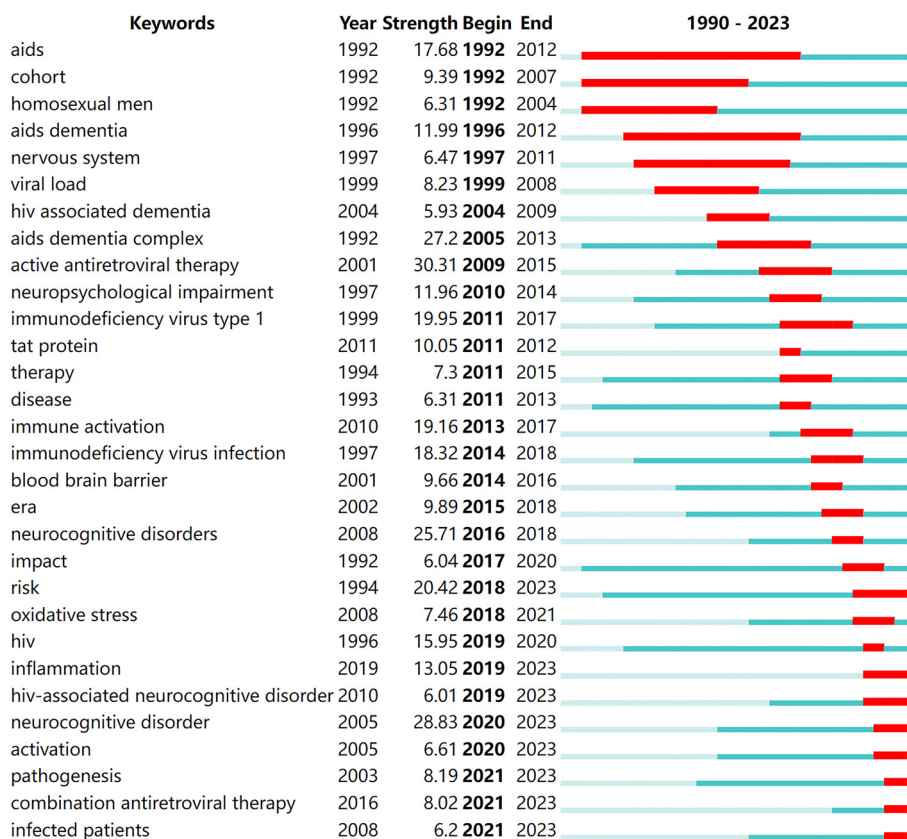 Keywords Year Strength Begin End 1990 - 2023
aids 1992 17.68 1992 2012
cohort 1992 9.39 1992 2007
homosexual men 1992 6.31 1992 2004
aids dementia 1996 11.99 1996 2012
nervous system 1997 6.47 1997 2011
viral load 1999 8.23 1999 2008
hiv associated dementia 2004 5.93 2004 2009
aids dementia complex 1992 27.2 2005 2013
active antiretroviral therapy 2001 30.31 2009 2015
neuropsychological impairment 1997 11.96 2010 2014
immunodeficiency virus type 1 1999 19.95 2011 2017
tat protein 2011 10.05 2011 2012
therapy 1994 7.3 2011 2015
disease 1993 6.31 2011 2013
immune activation 2010 19.16 2013 2017
immunodeficiency virus infection 1997 18.32 2014 2018
blood brain barrier 2001 9.66 2014 2016
era 2002 9.89 2015 2018
neurocognitive disorders 2008 25.71 2016 2018
impact 1992 6.04 2017 2020
risk 1994 20.42 2018 2023
oxidative stress 2008 7.46 2018 2021
hiv 1996 15.95 2019 2020
inflammation 2019 13.05 2019 2023
hiv-associated neurocognitive disorder 2010 6.01 2019 2023
neurocognitive disorder 2005 28.83 2020 2023
activation 2005 6.61 2020 2023
pathogenesis 2003 8.19 2021 2023
combination antiretroviral therapy 2016 8.02 2021 2023
infected patients 2008 6.2 2021 2023